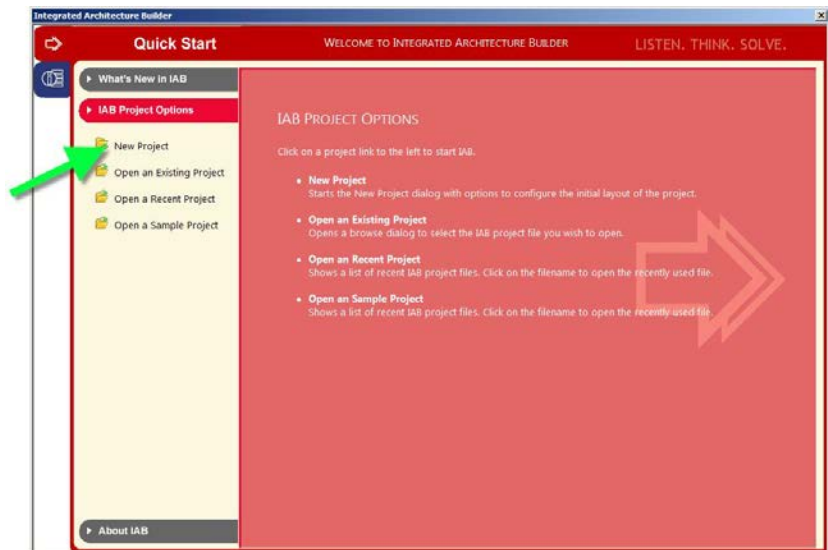 Integrated Architecture Builder
Quick Start
WELCOME TO INTEGRATED ARCHITECTURE BUILDER
LISTEN. THINK. SOLVE.
What's New in IAB
IAB Project Options
New Project
Open an Existing Project
Open a Recent Project
Open a Sample Project
About IAB
IAB PROJECT OPTIONS
Click on a project link to the left to start IAB.
• New Project
Starts the New Project dialog with options to configure the initial layout of the project.
• Open an Existing Project
Opens a browse dialog to select the IAB project file you wish to open.
• Open an Recent Project
Shows a list of recent IAB project files. Click on the filename to open the recently used file.
• Open an Sample Project
Shows a list of recent IAB project files. Click on the filename to open the recently used file.